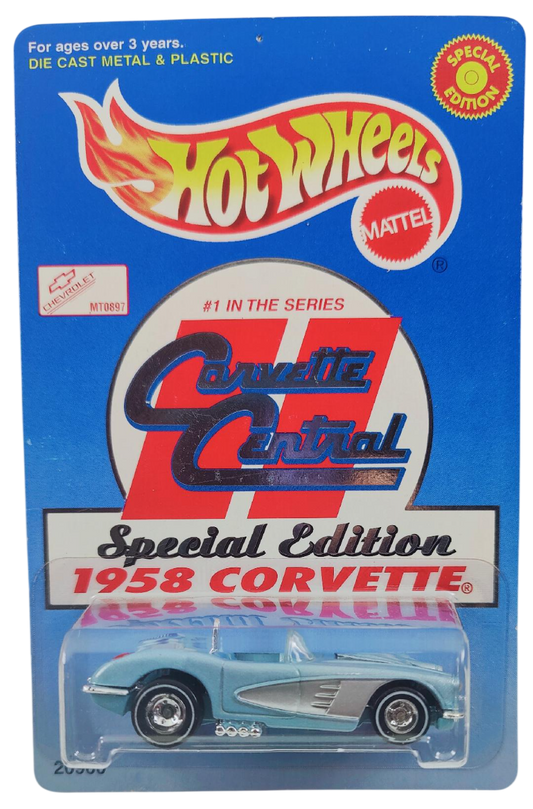 For ages over 3 years.
DIE CAST METAL & PLASTIC
SPECIAL EDITION
HOT WHEELS
MATTEL
®
CHEVROLET
MT0897
#1 IN THE SERIES
Corvette
Central
Special Edition
1958 CORVETTE®